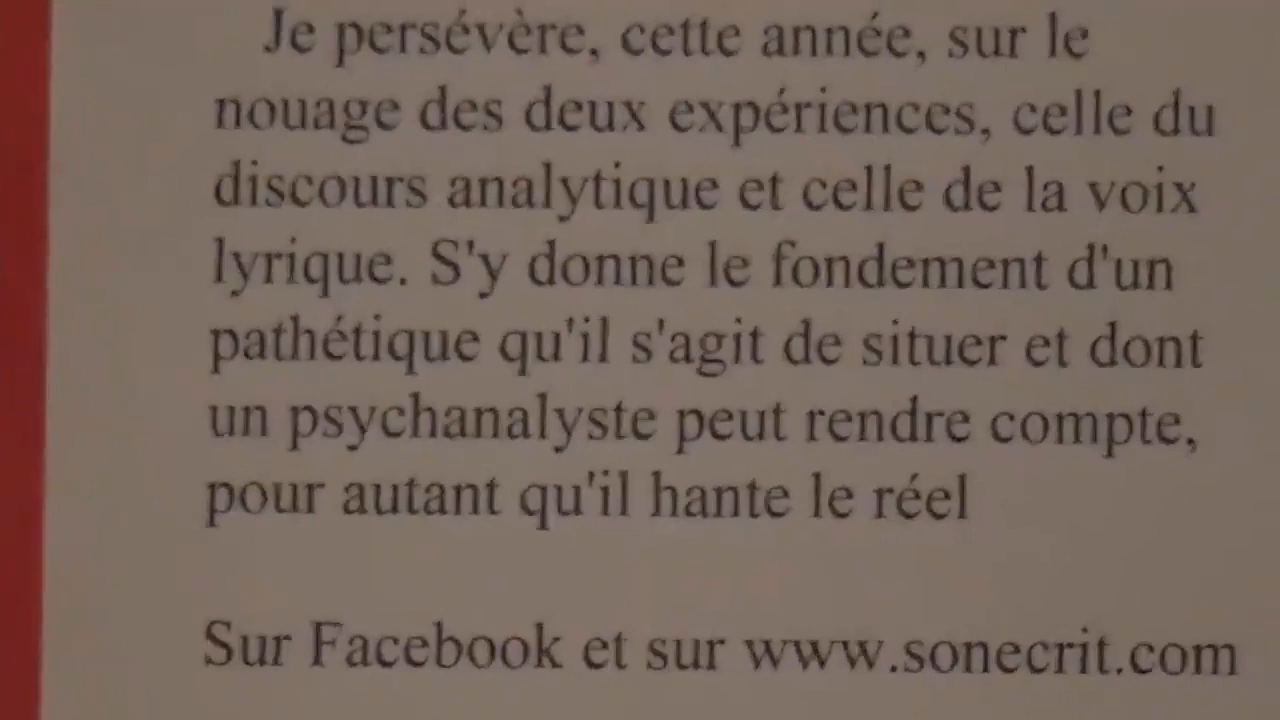 Je persévère, cette année, sur le
nouage des deux expériences, celle du
discours analytique et celle de la voix
lyrique. S'y donne le fondement d'un
pathétique qu'il s'agit de situer et dont
un psychanalyste peut rendre compte,
pour autant qu'il hante le réel
Sur Facebook et sur www.sonecrit.com